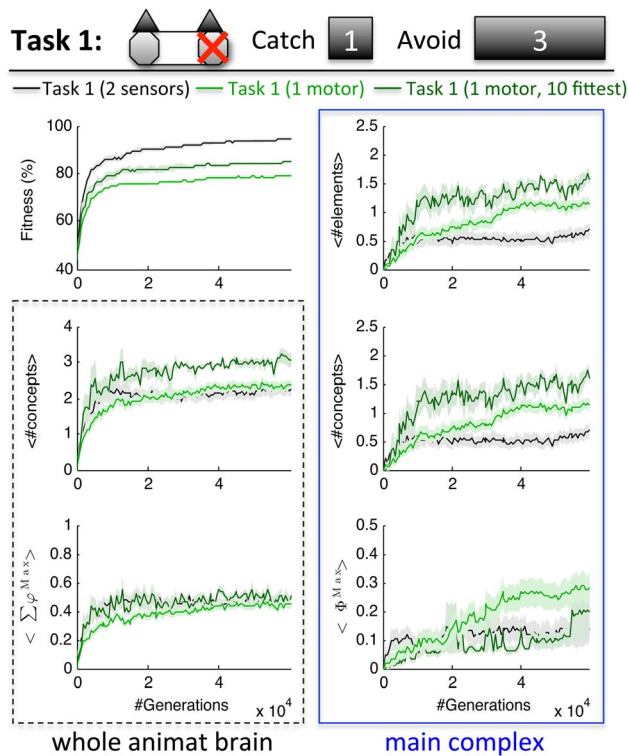 Task 1: Catch 1 Avoid 3
Task 1 (2 sensors) Task 1 (1 motor) Task 1 (1 motor, 10 fittest)
100
80
60
40
Fitness (%)
0 2 4
2.5
2
1.5
1
0.5
0
<#elements>
0 2 4
4
3
2
1
0
<#concepts>
0 2 4
2.5
2
1.5
1
0.5
0
<#concepts>
0 2 4
1
0.8
0.6
0.4
0.2
0
< ∑φ^Max >
0 2 4
#Generations x 10^4
0.5
0.4
0.3
0.2
0.1
0
< Φ^Max >
0 2 4
#Generations x 10^4
whole animat brain main complex